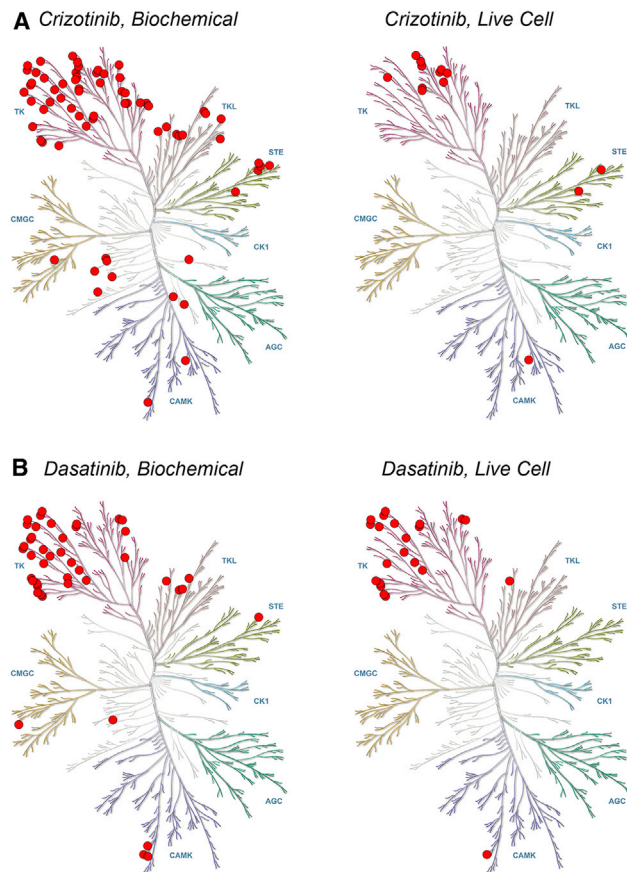 A Crizotinib, Biochemical
Crizotinib, Live Cell
TK
TKL
STE
CMGC
CK1
AGC
CAMK
TK
TKL
STE
CMGC
CK1
AGC
CAMK
B Dasatinib, Biochemical
Dasatinib, Live Cell
TK
TKL
STE
CMGC
CK1
AGC
CAMK
TK
TKL
STE
CMGC
CK1
AGC
CAMK